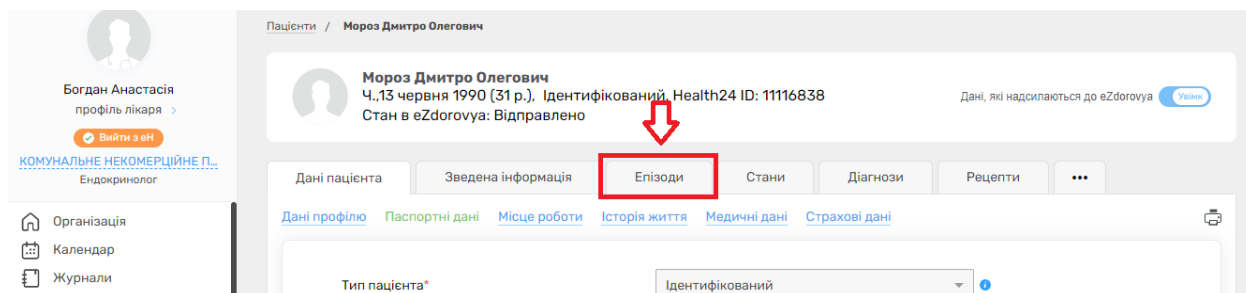 Пацієнти / Мороз Дмитро Олегович
Богдан Анастасія
профіль лікаря >
Вийти з еН
КОМУНАЛЬНЕ НЕКОМЕРЦІЙНЕ П...
Ендокринолог
Організація
Календар
Журнали
Мороз Дмитро Олегович
Ч.,13 червня 1990 (31 р.), Ідентифікований, Health24 ID: 11116838
Стан в eZdorovya: Відправлено
Дані, які надсилаються до eZdorovya Увімк
Дані пацієнта Зведена інформація Епізоди Стани Діагнози Рецепти •••
Дані профілю Паспортні дані Місце роботи Історія життя Медичні дані Страхові дані
Тип пацієнта* Ідентифікований